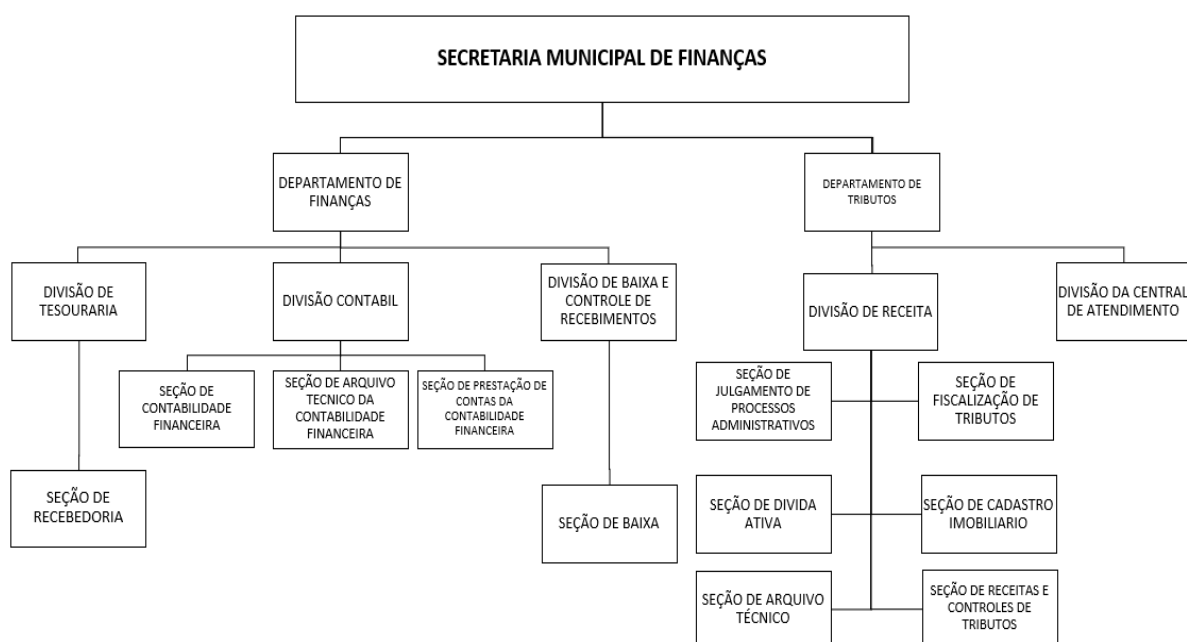 SECRETARIA MUNICIPAL DE FINANÇAS
DEPARTAMENTO DE
FINANÇAS
DEPARTAMENTO DE
TRIBUTOS
DIVISÃO DE
TESOURARIA
DIVISÃO CONTABIL
DIVISÃO DE BAIXA E
CONTROLE DE
RECEBIMENTOS
DIVISÃO DE RECEITA
DIVISÃO DA CENTRAL
DE ATENDIMENTO
SEÇÃO DE
CONTABILIDADE
FINANCEIRA
SEÇÃO DE ARQUIVO
TECNICO DA
CONTABILIDADE
FINANCEIRA
SEÇÃO DE PRESTAÇÃO DE
CONTAS DA
CONTABILIDADE
FINANCEIRA
SEÇÃO DE
JULGAMENTO DE
PROCESSOS
ADMINISTRATIVOS
SEÇÃO DE
FISCALIZAÇÃO DE
TRIBUTOS
SEÇÃO DE
RECEBEDORIA
SEÇÃO DE BAIXA
SEÇÃO DE DIVIDA
ATIVA
SEÇÃO DE CADASTRO
IMOBILIARIO
SEÇÃO DE ARQUIVO
TÉCNICO
SEÇÃO DE RECEITAS E
CONTROLES DE
TRIBUTOS